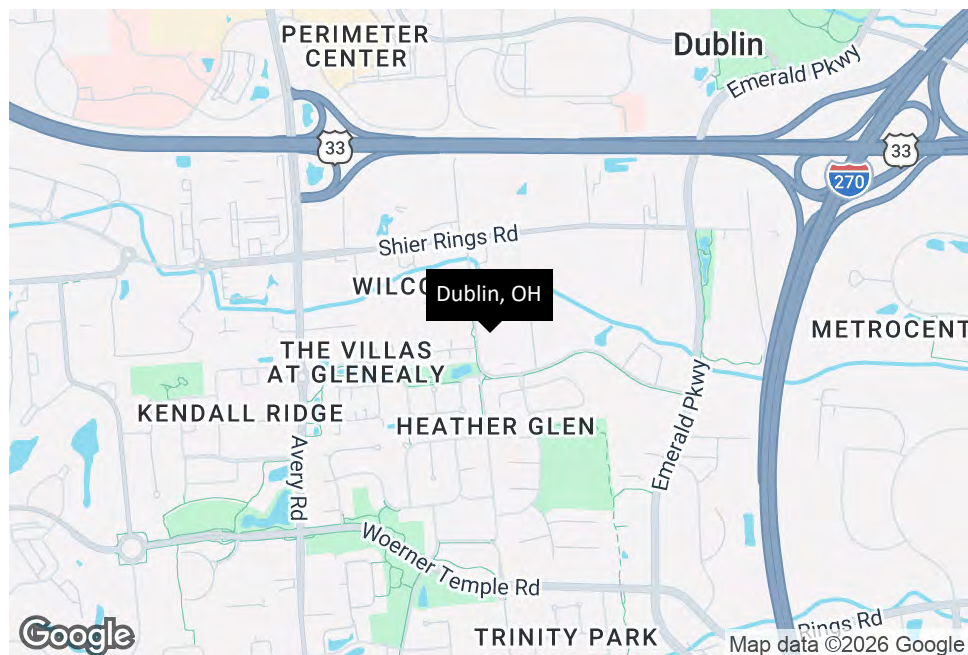 PERIMETER
CENTER
Dublin
Emerald Pkwy
33
33
270
Shier Rings Rd
WILCO
Dublin, OH
METROCENT
THE VILLAS
AT GLENEALY
KENDALL RIDGE
HEATHER GLEN
Emerald Pkwy
Avery Rd
Woerner Temple Rd
TRINITY PARK
Rings Rd
Google
Map data ©2026 Google